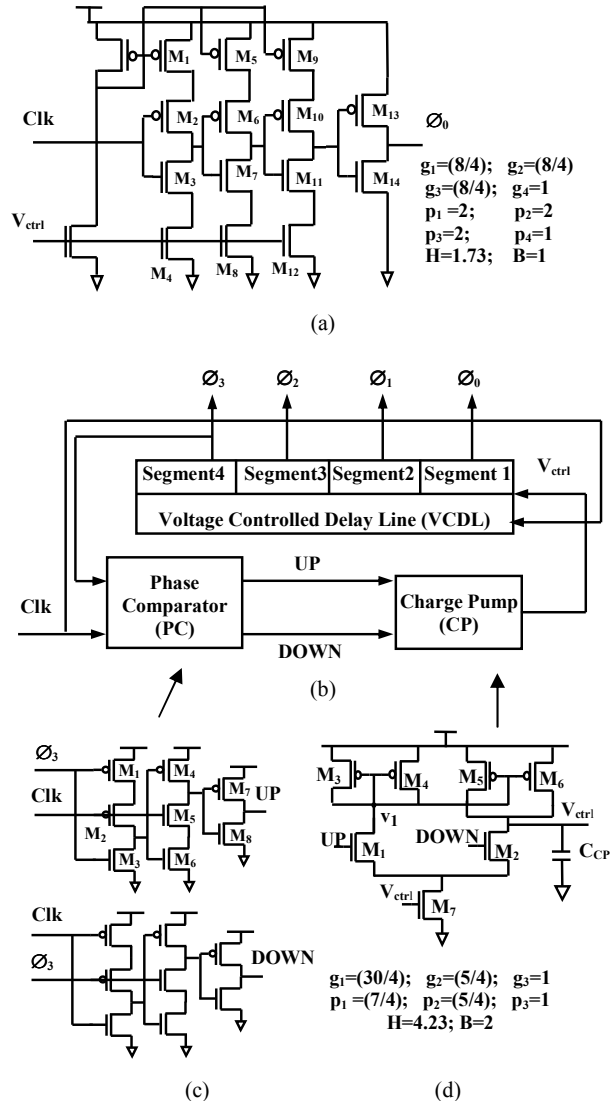 M₁
M₅
M₉
Clk
M₂
M₆
M₁₀
M₁₃
∅₀
M₃
M₇
M₁₁
M₁₄
V_ctrl
M₄
M₈
M₁₂
g₁=(8/4); g₂=(8/4)
g₃=(8/4); g₄=1
p₁ =2; p₂=2
p₃=2; p₄=1
H=1.73; B=1
(a)
∅₃ ∅₂ ∅₁ ∅₀
Segment4 Segment3 Segment2 Segment 1
V_ctrl
Voltage Controlled Delay Line (VCDL)
Clk
Phase
Comparator
(PC)
UP
DOWN
Charge Pump
(CP)
(b)
∅₃
Clk
M₁
M₂
M₃
M₄
M₅
M₆
M₇
M₈
UP
Clk
∅₃
DOWN
(c)
M₃
M₄
M₅
M₆
v₁
V_ctrl
UP
M₁
DOWN
M₂
C_CP
V_ctrl
M₇
g₁=(30/4); g₂=(5/4); g₃=1
p₁ =(7/4); p₂=(5/4); p₃=1
H=4.23; B=2
(d)